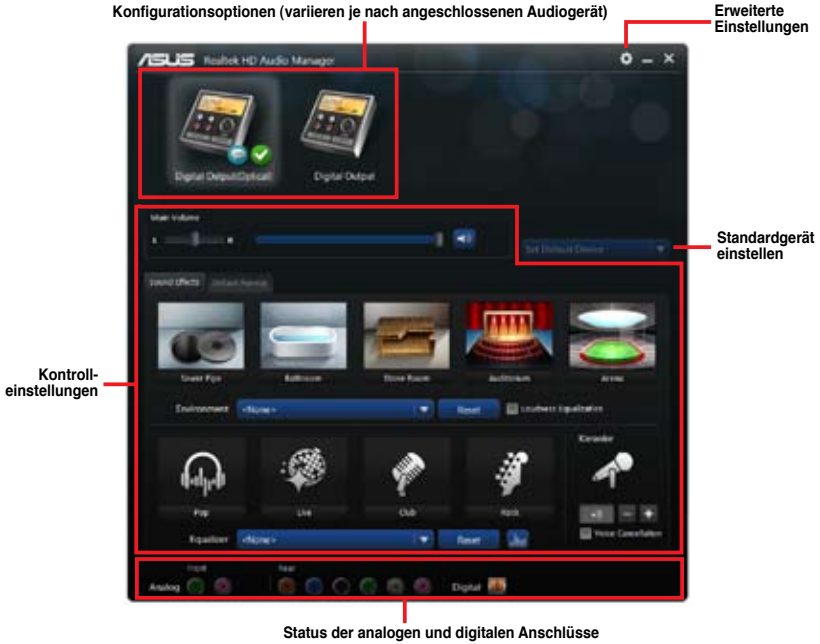 Konfigurationsoptionen (variieren je nach angeschlossenen Audiogerät)
Erweiterte
Einstellungen
ASUS Realtek HD Audio Manager
Digital Output(Optical)
Digital Output
Main Volume
L
R
Set Default Device
Standardgerät
einstellen
Sound Effects
Default Format
Kontroll-
einstellungen
Sewer Pipe
Bathroom
Stone Room
Auditorium
Arena
Environment
<None>
Reset
Loudness Equalization
Karaoke
Pop
Live
Club
Rock
+0
Voice Cancellation
Equalizer
<None>
Reset
Front
Rear
Analog
Digital
Status der analogen und digitalen Anschlüsse